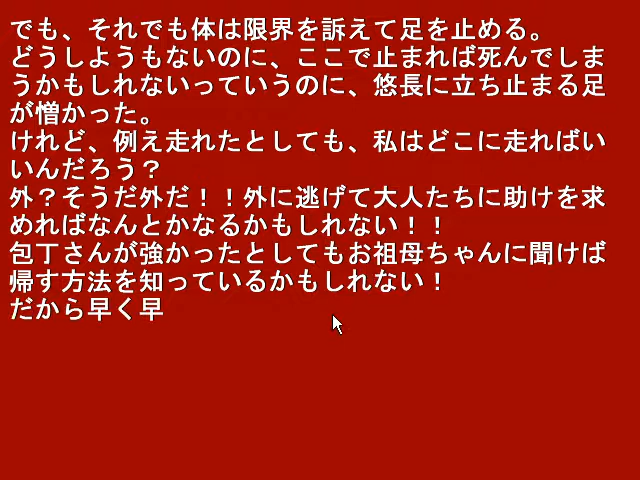 でも、それでも体は限界を訴えて足を止める。
どうしようもないのに、ここで止まれば死んでしま
うかもしれないっていうのに、悠長に立ち止まる足
が憎かった。
けれど、例え走れたとしても、私はどこに走ればい
いんだろう？
外？そうだ外だ！！外に逃げて大人たちに助けを求
めればなんとかなるかもしれない！！
包丁さんが強かったとしてもお祖母ちゃんに聞けば
帰す方法を知っているかもしれない！
だから早く早